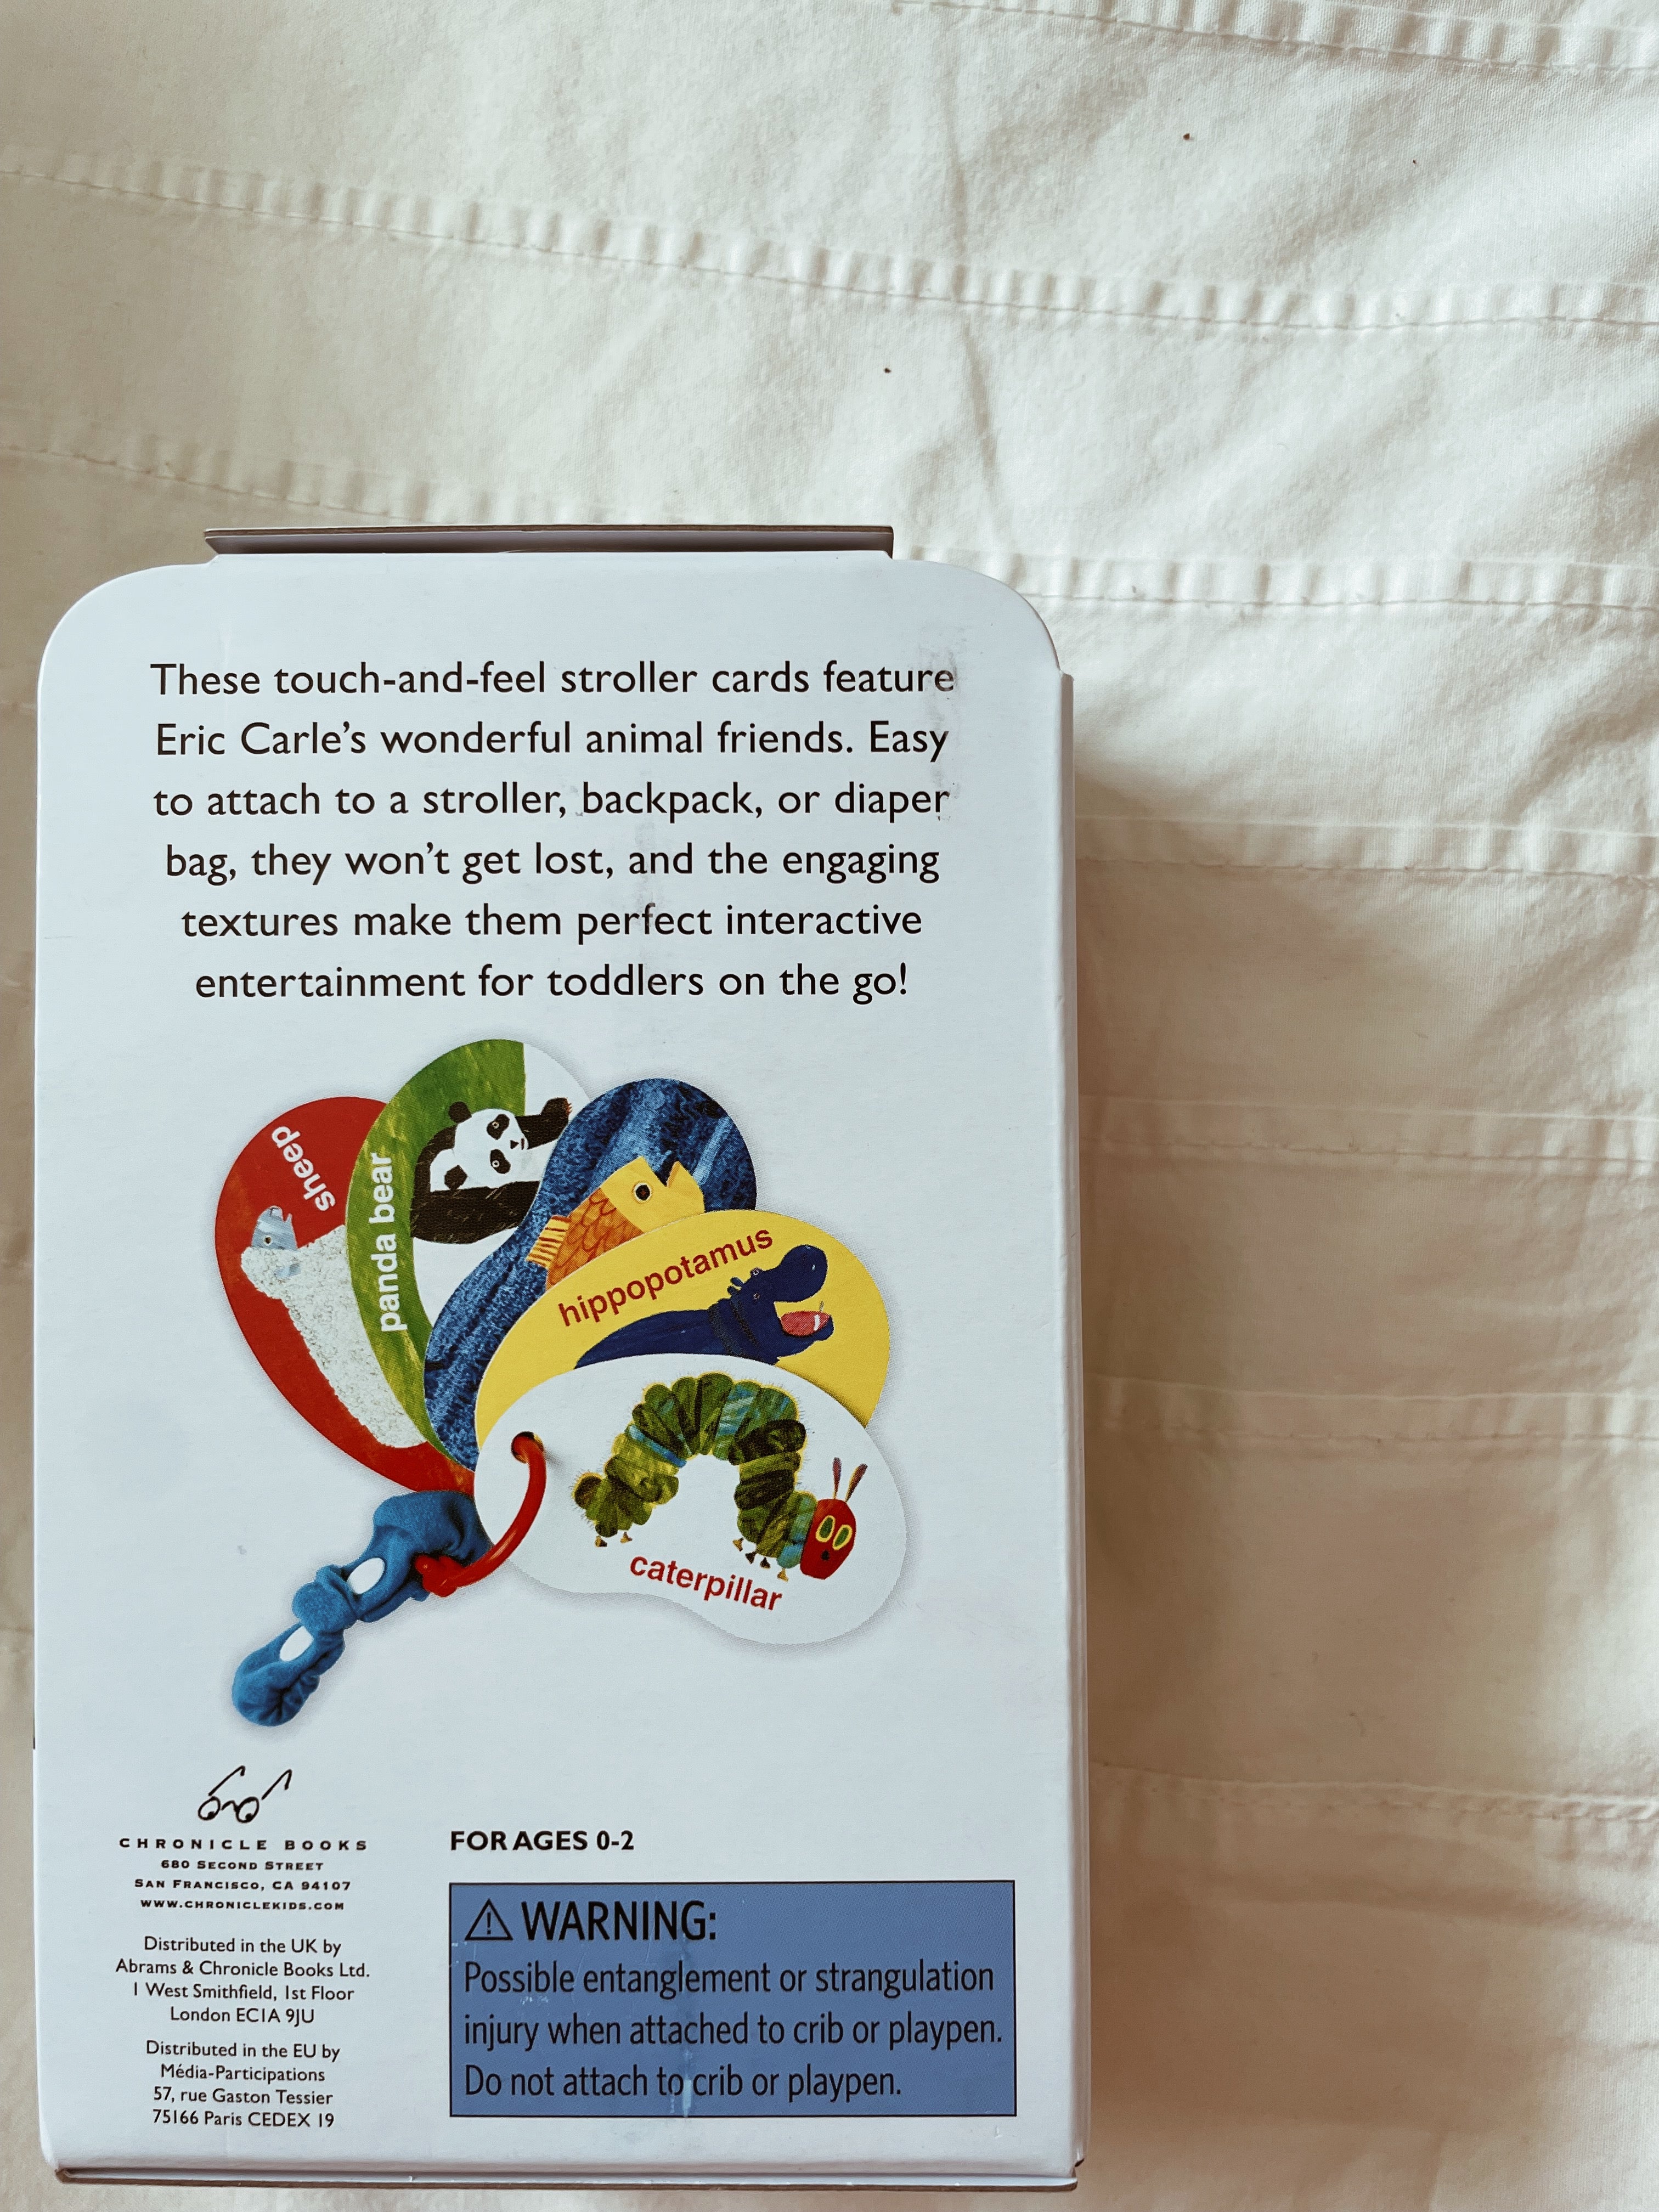 These touch-and-feel stroller cards feature
Eric Carle's wonderful animal friends. Easy
to attach to a stroller, backpack, or diaper
bag, they won't get lost, and the engaging
textures make them perfect interactive
entertainment for toddlers on the go!
sheep
panda bear
hippopotamus
caterpillar
CHRONICLE BOOKS
680 SECOND STREET
SAN FRANCISCO, CA 94107
WWW.CHRONICLEKIDS.COM
Distributed in the UK by
Abrams & Chronicle Books Ltd.
1 West Smithfield, 1st Floor
London EC1A 9JU
Distributed in the EU by
Média-Participations
57, rue Gaston Tessier
75166 Paris CEDEX 19
FOR AGES 0-2
⚠ WARNING:
Possible entanglement or strangulation
injury when attached to crib or playpen.
Do not attach to crib or playpen.